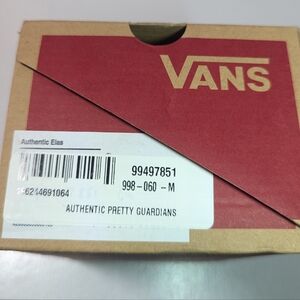 VANS
Authentic Elas
99497851
998-060-M
AUTHENTIC PRETTY GUARDIANS